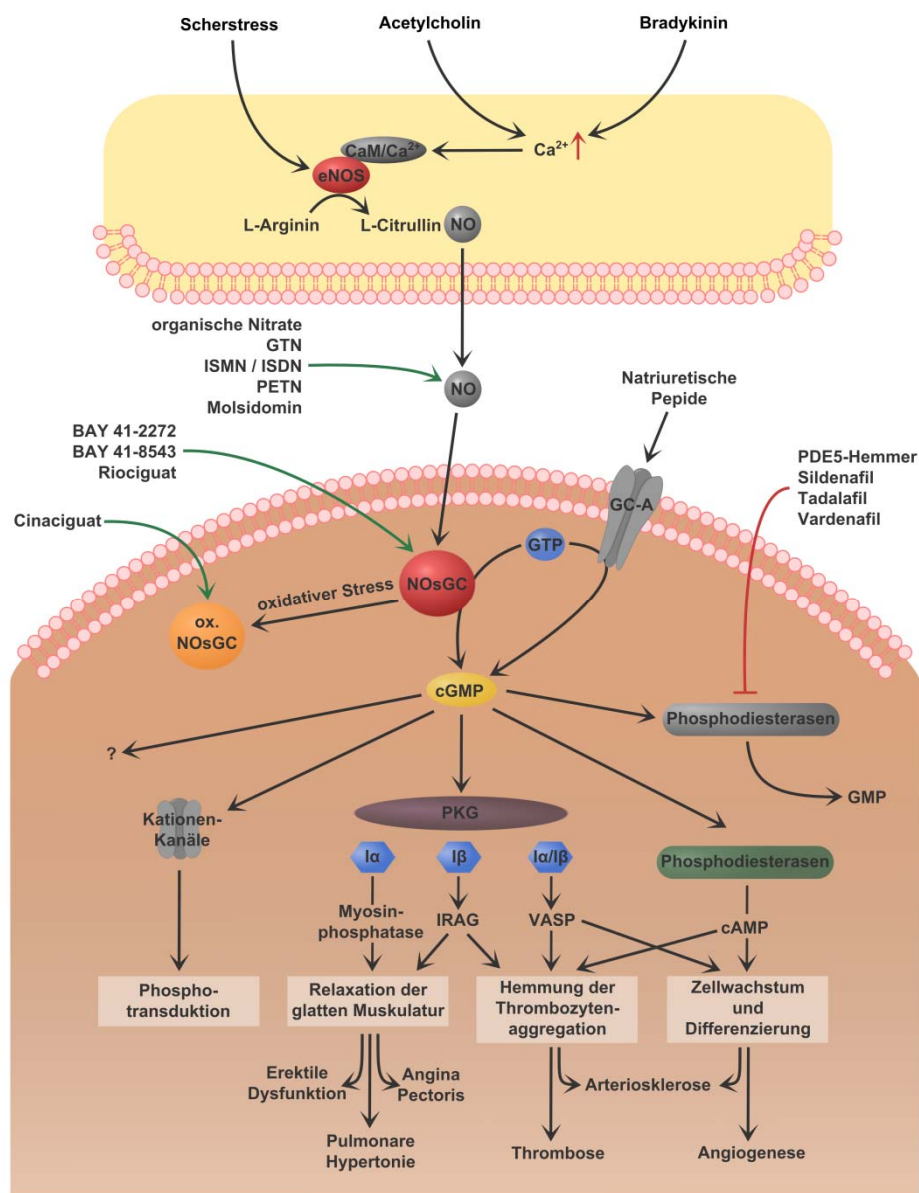 Scherstress
Acetylcholin
Bradykinin
CaM/Ca²⁺
Ca²⁺
eNOS
L-Arginin
L-Citrullin
NO
organische Nitrate
GTN
ISMN / ISDN
PETN
Molsidomin
NO
Natriuretische
Pepide
BAY 41-2272
BAY 41-8543
Riociguat
PDE5-Hemmer
Sildenafil
Tadalafil
Vardenafil
GC-A
Cinaciguat
GTP
NOsGC
oxidativer Stress
ox.
NOsGC
cGMP
Phosphodiesterasen
?
GMP
Kationen-
Kanäle
PKG
Iα
Iβ
Iα/Iβ
Phosphodiesterasen
Myosin-
phosphatase
IRAG
VASP
cAMP
Phospho-
transduktion
Relaxation der
glatten Muskulatur
Hemmung der
Thrombozyten-
aggregation
Zellwachstum
und
Differenzierung
Erektile
Dysfunktion
Angina
Pectoris
Arteriosklerose
Pulmonare
Hypertonie
Thrombose
Angiogenese